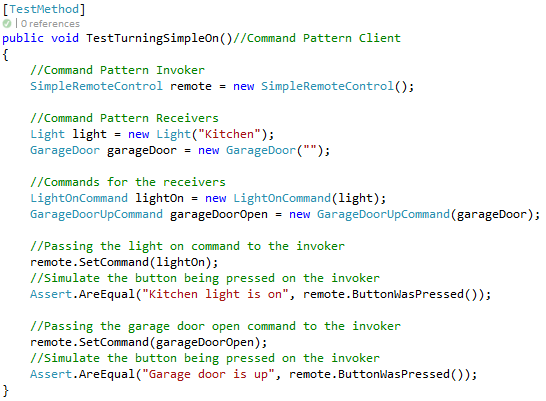 [TestMethod]
| 0 references
public void TestTurningSimpleOn()//Command Pattern Client
{
//Command Pattern Invoker
SimpleRemoteControl remote = new SimpleRemoteControl();
//Command Pattern Receivers
Light light = new Light("Kitchen");
GarageDoor garageDoor = new GarageDoor("");
//Commands for the receivers
LightOnCommand lightOn = new LightOnCommand(light);
GarageDoorUpCommand garageDoorOpen = new GarageDoorUpCommand(garageDoor);
//Passing the light on command to the invoker
remote.SetCommand(lightOn);
//Simulate the button being pressed on the invoker
Assert.AreEqual("Kitchen light is on", remote.ButtonWasPressed());
//Passing the garage door open command to the invoker
remote.SetCommand(garageDoorOpen);
//Simulate the button being pressed on the invoker
Assert.AreEqual("Garage door is up", remote.ButtonWasPressed());
}